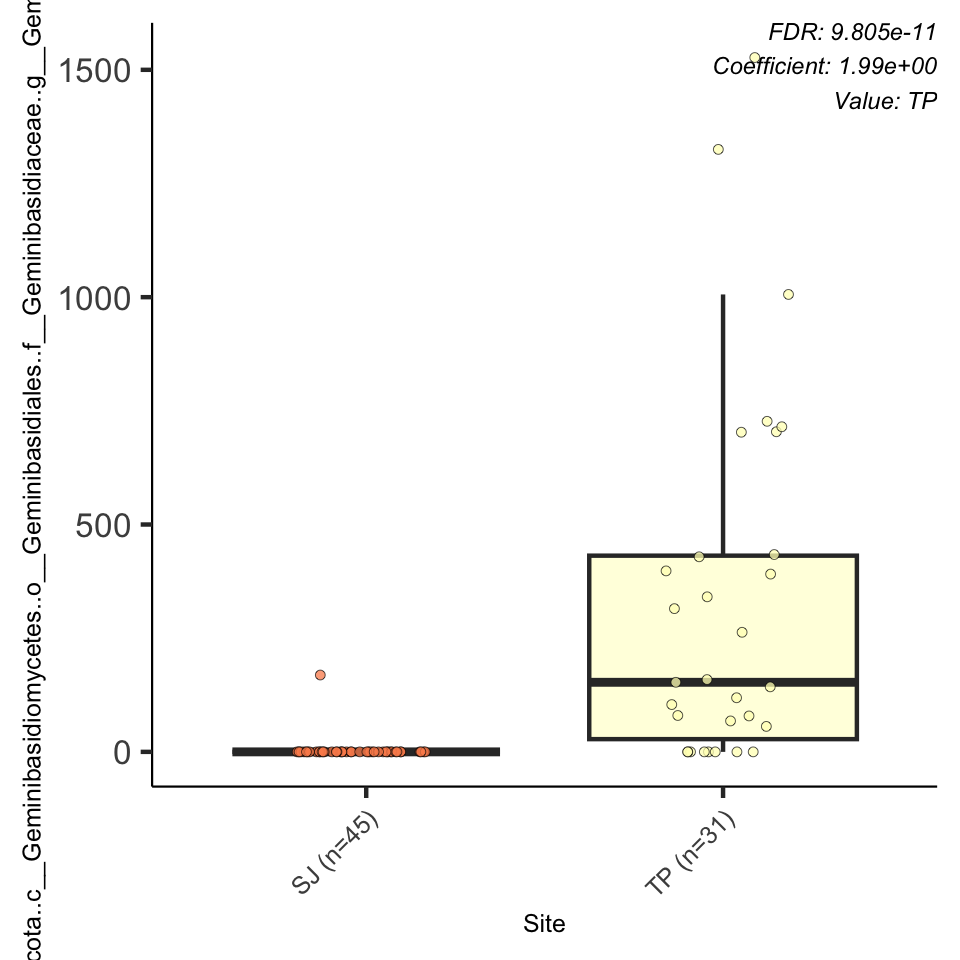 FDR: 9.805e-11
Coefficient: 1.99e+00
Value: TP
1500
1000
500
0
cota..c__Geminibasidiomycetes..o__Geminibasidiales..f__Geminibasidiaceae..g__Gem
SJ (n=45)
TP (n=31)
Site